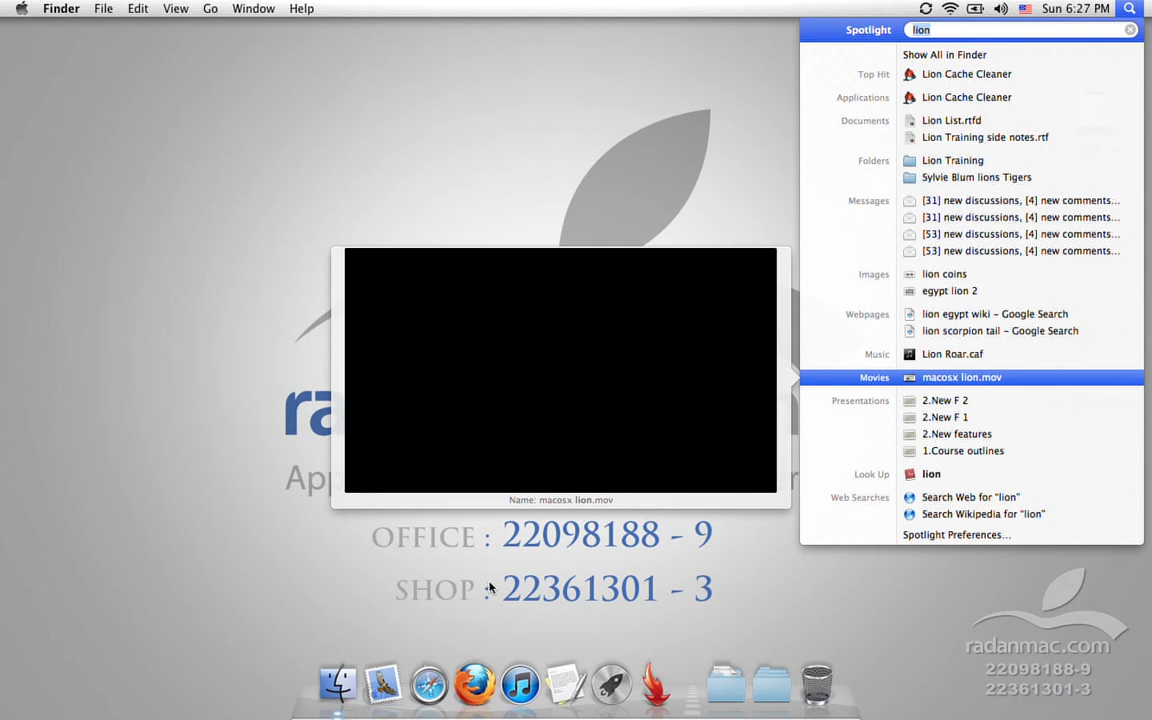 Finder File Edit View Go Window Help Sun 6:27 PM
Spotlight lion
Show All in Finder
Top Hit Lion Cache Cleaner
Applications Lion Cache Cleaner
Documents Lion List.rtfd
Lion Training side notes.rtf
Folders Lion Training
Sylvie Blum lions Tigers
Messages [31] new discussions, [4] new comments...
[31] new discussions, [4] new comments...
[53] new discussions, [4] new comments...
[53] new discussions, [4] new comments...
Images lion coins
egypt lion 2
Webpages lion egypt wiki – Google Search
lion scorpion tail – Google Search
Music Lion Roar.caf
Movies macosx lion.mov
Presentations 2.New F 2
2.New F 1
2.New features
1.Course outlines
Look Up lion
Web Searches Search Web for "lion"
Search Wikipedia for "lion"
Spotlight Preferences...
Name: macosx lion.mov
OFFICE : 22098188 - 9
SHOP : 22361301 - 3
radanmac.com
22098188-9
22361301-3